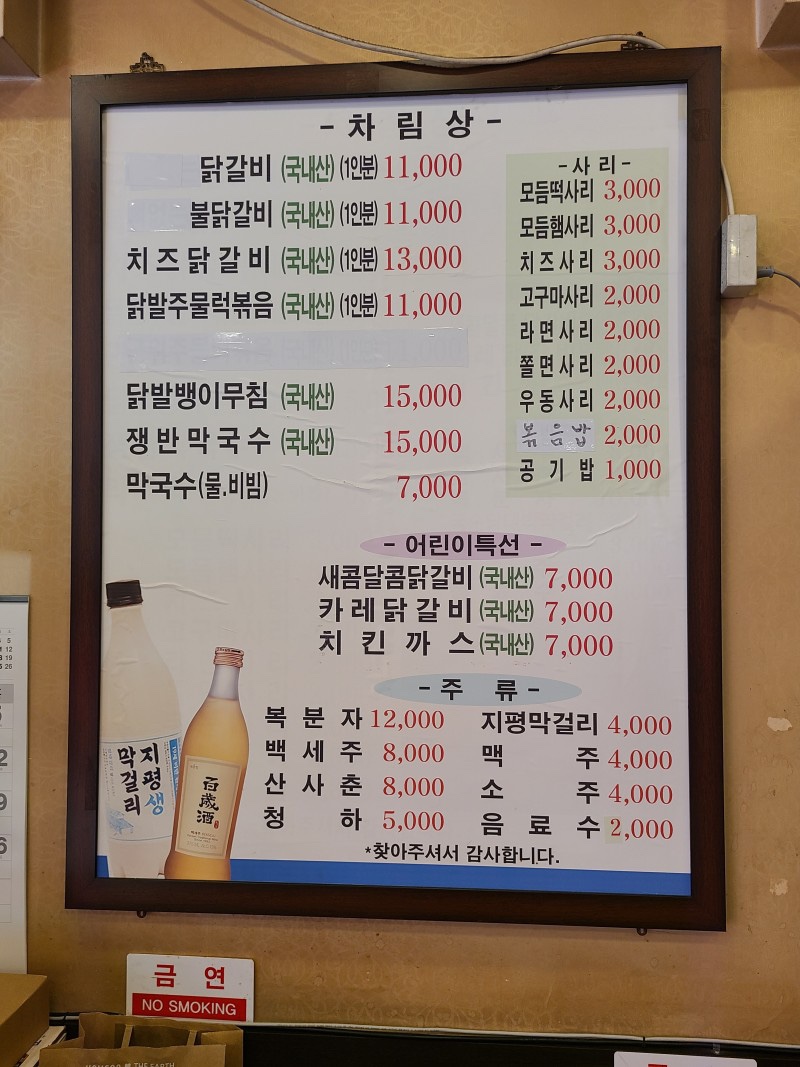 - 차 림 상 -
닭갈비 (국내산) (1인분) 11,000
불닭갈비 (국내산) (1인분) 11,000
치즈닭갈비 (국내산) (1인분) 13,000
닭발주물럭볶음 (국내산) (1인분) 11,000
닭발뱅이무침 (국내산) 15,000
쟁반막국수 (국내산) 15,000
막국수(물.비빔) 7,000
- 사 리 -
모듬떡사리 3,000
모듬햄사리 3,000
치즈사리 3,000
고구마사리 2,000
라면사리 2,000
쫄면사리 2,000
우동사리 2,000
볶음밥 2,000
공기밥 1,000
- 어린이특선 -
새콤달콤닭갈비 (국내산) 7,000
카레닭갈비 (국내산) 7,000
치킨까스 (국내산) 7,000
- 주 류 -
복분자 12,000
백세주 8,000
산사춘 8,000
청하 5,000
지평막걸리 4,000
맥주 4,000
소주 4,000
음료수 2,000
*찾아주셔서 감사합니다.
지평생
막걸리
百歲酒
금 연
NO SMOKING
THE EARTH